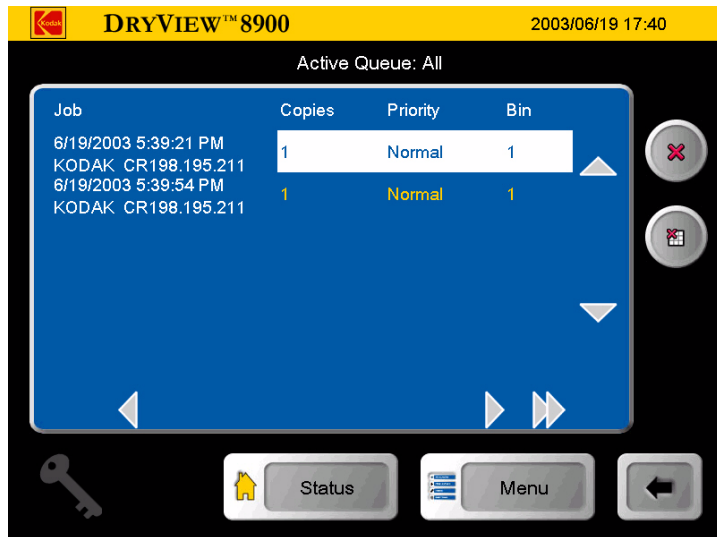 Kodak
DRYVIEW™8900 2003/06/19 17:40
Active Queue: All
Job Copies Priority Bin
6/19/2003 5:39:21 PM
KODAK CR198.195.211 1 Normal 1
6/19/2003 5:39:54 PM
KODAK CR198.195.211 1 Normal 1
Status Menu